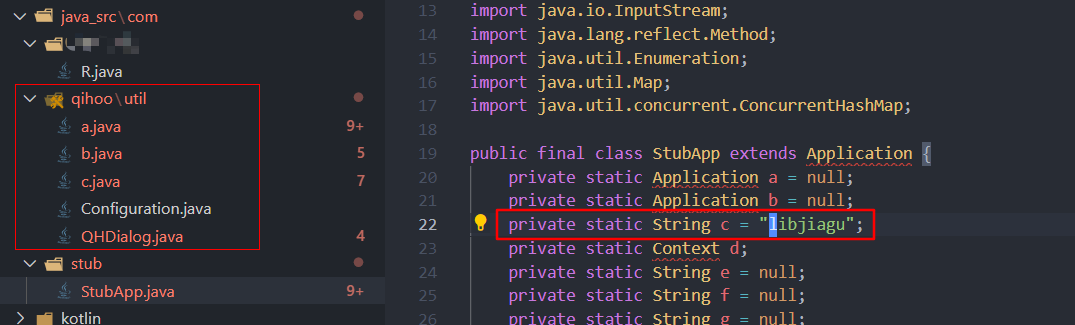 java_src\com
R.java
qihoo\util
a.java 9+
b.java 5
c.java 7
Configuration.java
QHDialog.java 4
stub
StubApp.java 9+
kotlin
13 import java.io.InputStream;
14 import java.lang.reflect.Method;
15 import java.util.Enumeration;
16 import java.util.Map;
17 import java.util.concurrent.ConcurrentHashMap;
18
19 public final class StubApp extends Application {
20 private static Application a = null;
21 private static Application b = null;
22 private static String c = "libjiagu";
23 private static Context d;
24 private static String e = null;
25 private static String f = null;
26 private static String g = null;